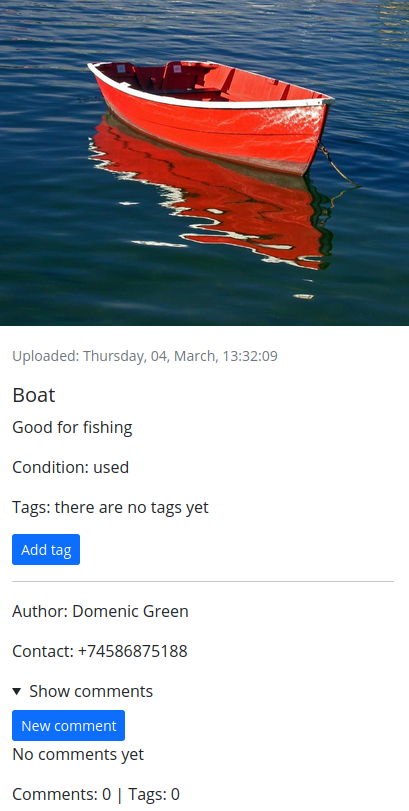 Uploaded: Thursday, 04, March, 13:32:09
Boat
Good for fishing
Condition: used
Tags: there are no tags yet
Add tag
Author: Domenic Green
Contact: +74586875188
▼ Show comments
New comment
No comments yet
Comments: 0 | Tags: 0